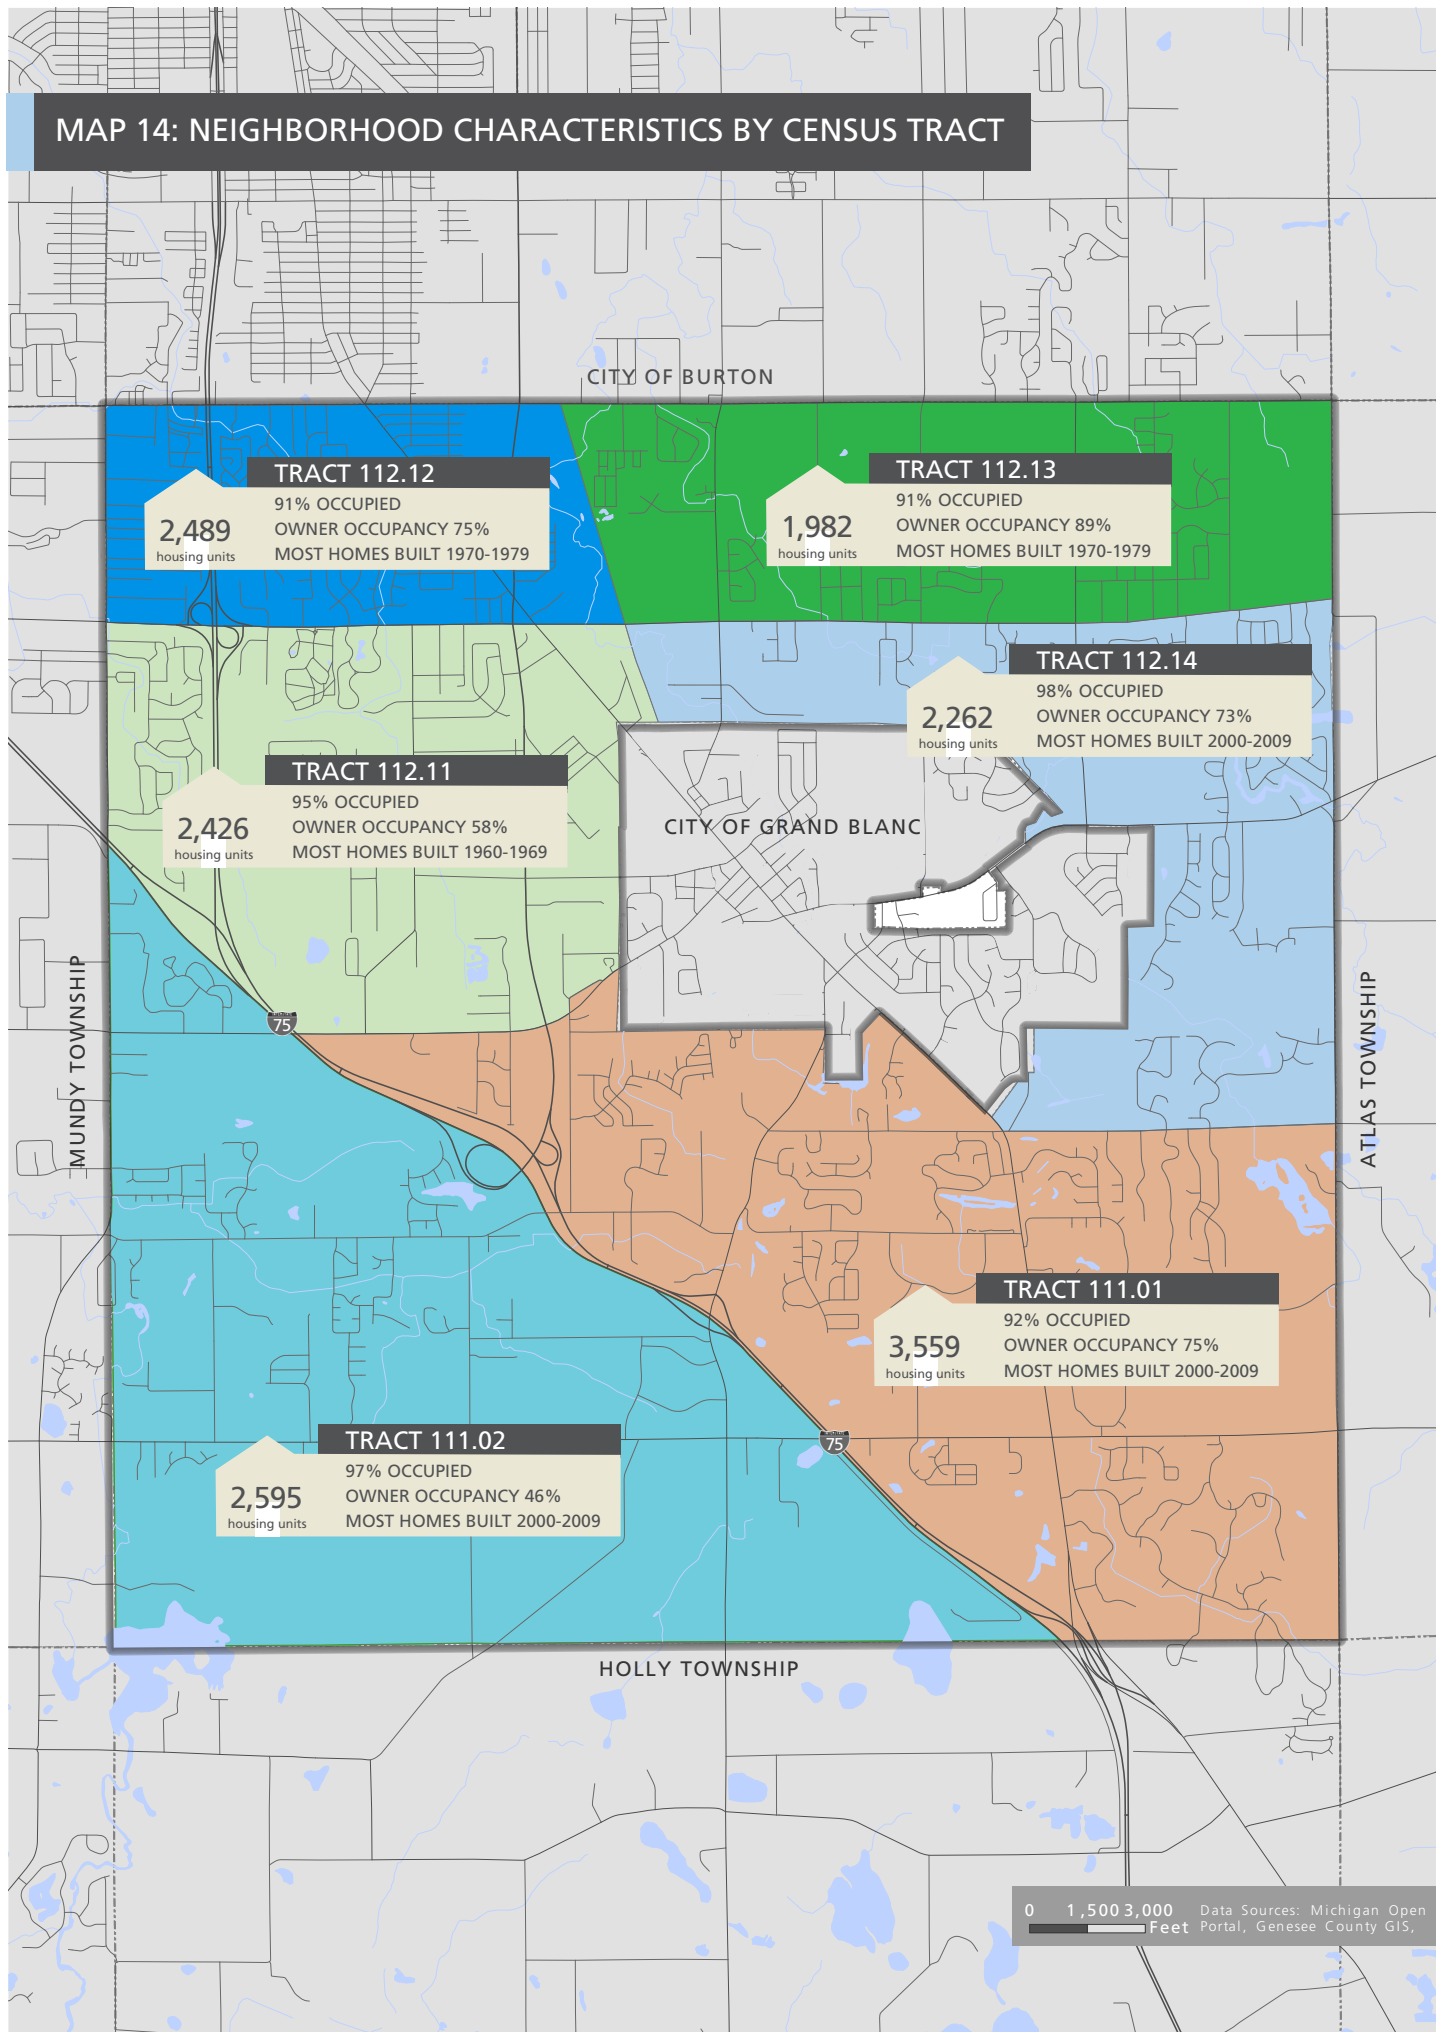 MAP 14: NEIGHBORHOOD CHARACTERISTICS BY CENSUS TRACT
CITY OF BURTON
TRACT 112.12
2,489
housing units
91% OCCUPIED
OWNER OCCUPANCY 75%
MOST HOMES BUILT 1970-1979
TRACT 112.13
1,982
housing units
91% OCCUPIED
OWNER OCCUPANCY 89%
MOST HOMES BUILT 1970-1979
TRACT 112.14
2,262
housing units
98% OCCUPIED
OWNER OCCUPANCY 73%
MOST HOMES BUILT 2000-2009
TRACT 112.11
2,426
housing units
95% OCCUPIED
OWNER OCCUPANCY 58%
MOST HOMES BUILT 1960-1969
CITY OF GRAND BLANC
MUNDY TOWNSHIP
ATLAS TOWNSHIP
75
TRACT 111.01
3,559
housing units
92% OCCUPIED
OWNER OCCUPANCY 75%
MOST HOMES BUILT 2000-2009
75
TRACT 111.02
2,595
housing units
97% OCCUPIED
OWNER OCCUPANCY 46%
MOST HOMES BUILT 2000-2009
HOLLY TOWNSHIP
0 1,500 3,000
Feet
Data Sources: Michigan Open
Portal, Genesee County GIS,